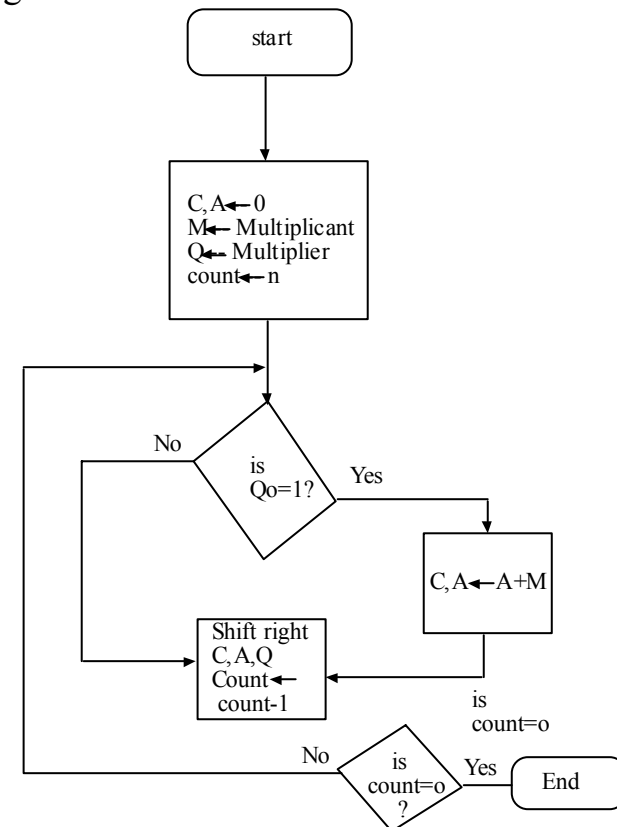 g
start
C,A←0
M← Multiplicant
Q← Multiplier
count←n
No
is
Qo=1?
Yes
C,A←A+M
Shift right
C,A,Q
Count←
count-1
is
count=o
No
is
count=o
?
Yes
End